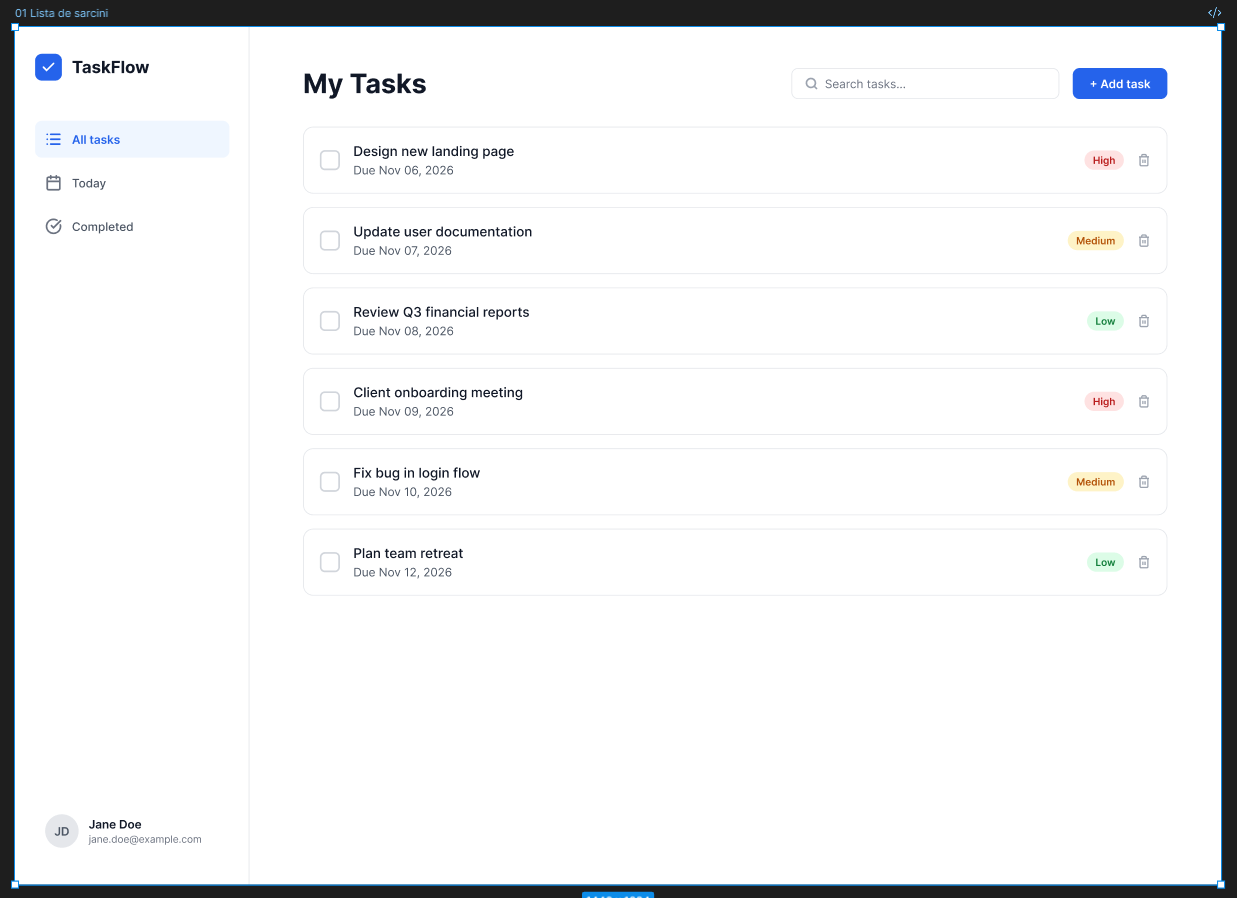 01 Lista de sarcini
TaskFlow
All tasks
Today
Completed
JD
Jane Doe
jane.doe@example.com
My Tasks
Search tasks...
+ Add task
Design new landing page
Due Nov 06, 2026
High
Update user documentation
Due Nov 07, 2026
Medium
Review Q3 financial reports
Due Nov 08, 2026
Low
Client onboarding meeting
Due Nov 09, 2026
High
Fix bug in login flow
Due Nov 10, 2026
Medium
Plan team retreat
Due Nov 12, 2026
Low